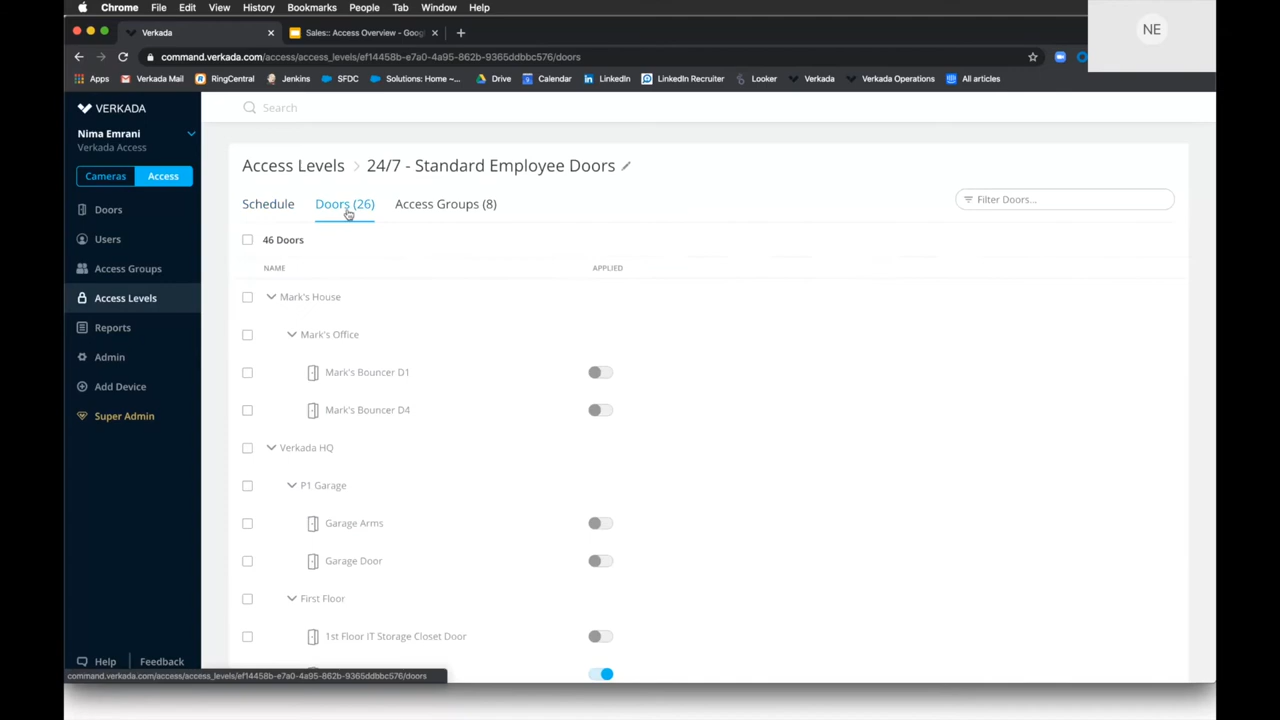 Chrome File Edit View History Bookmarks People Tab Window Help
NE
Verkada
Sales:: Access Overview - Goog
command.verkada.com/access/access_levels/ef14458b-e7a0-4a95-862b-9365ddbbc576/doors
Apps Verkada Mail RingCentral Jenkins SFDC Solutions: Home –... Drive Calendar LinkedIn LinkedIn Recruiter Looker Verkada Verkada Operations All articles
VERKADA
Search
Nima Emrani
Verkada Access
Cameras Access
Doors
Users
Access Groups
Access Levels
Reports
Admin
Add Device
Super Admin
Help Feedback
Access Levels > 24/7 - Standard Employee Doors
Schedule Doors (26) Access Groups (8)
Filter Doors...
46 Doors
NAME APPLIED
Mark's House
Mark's Office
Mark's Bouncer D1
Mark's Bouncer D4
Verkada HQ
P1 Garage
Garage Arms
Garage Door
First Floor
1st Floor IT Storage Closet Door
command.verkada.com/access/access_levels/ef14458b-e7a0-4a95-862b-9365ddbbc576/doors